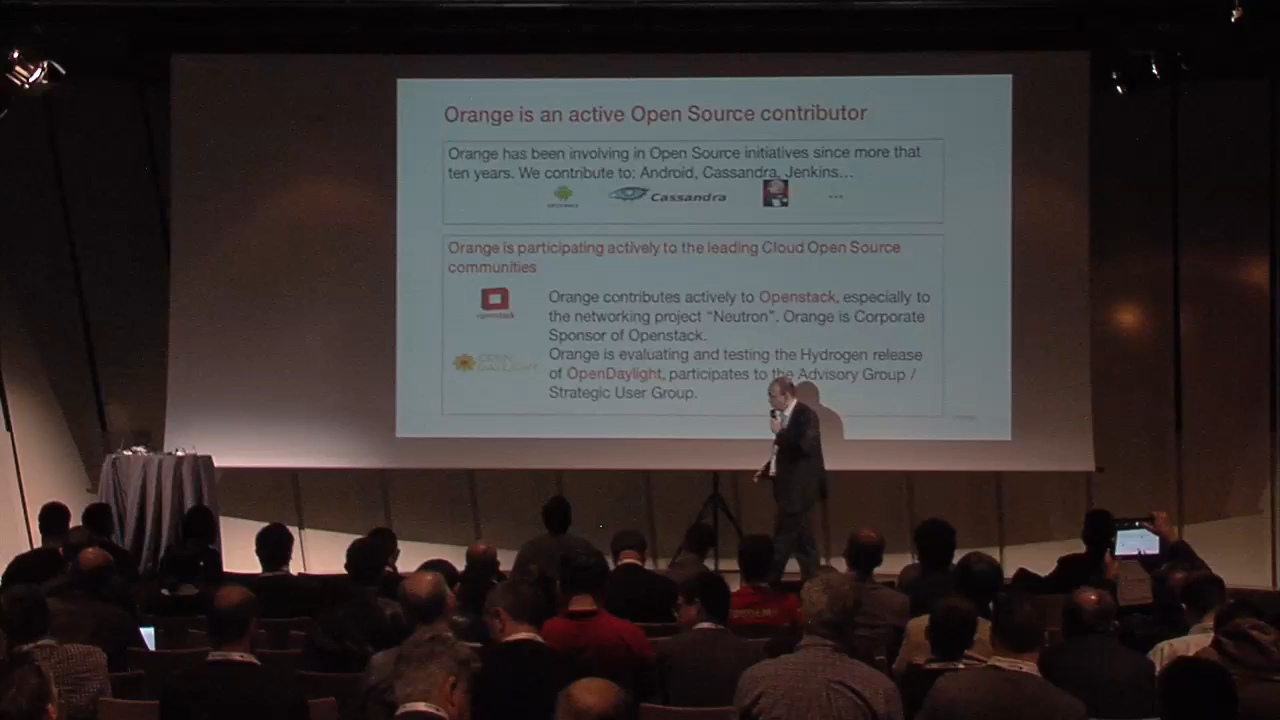 Orange is an active Open Source contributor
Orange has been involving in Open Source initiatives since more that
ten years. We contribute to: Android, Cassandra, Jenkins...
Cassandra
...
Orange is participating actively to the leading Cloud Open Source
communities
openstack
Orange contributes actively to Openstack, especially to
the networking project “Neutron”. Orange is Corporate
Sponsor of Openstack.
OPEN
DAYLIGHT
Orange is evaluating and testing the Hydrogen release
of OpenDaylight, participates to the Advisory Group /
Strategic User Group.